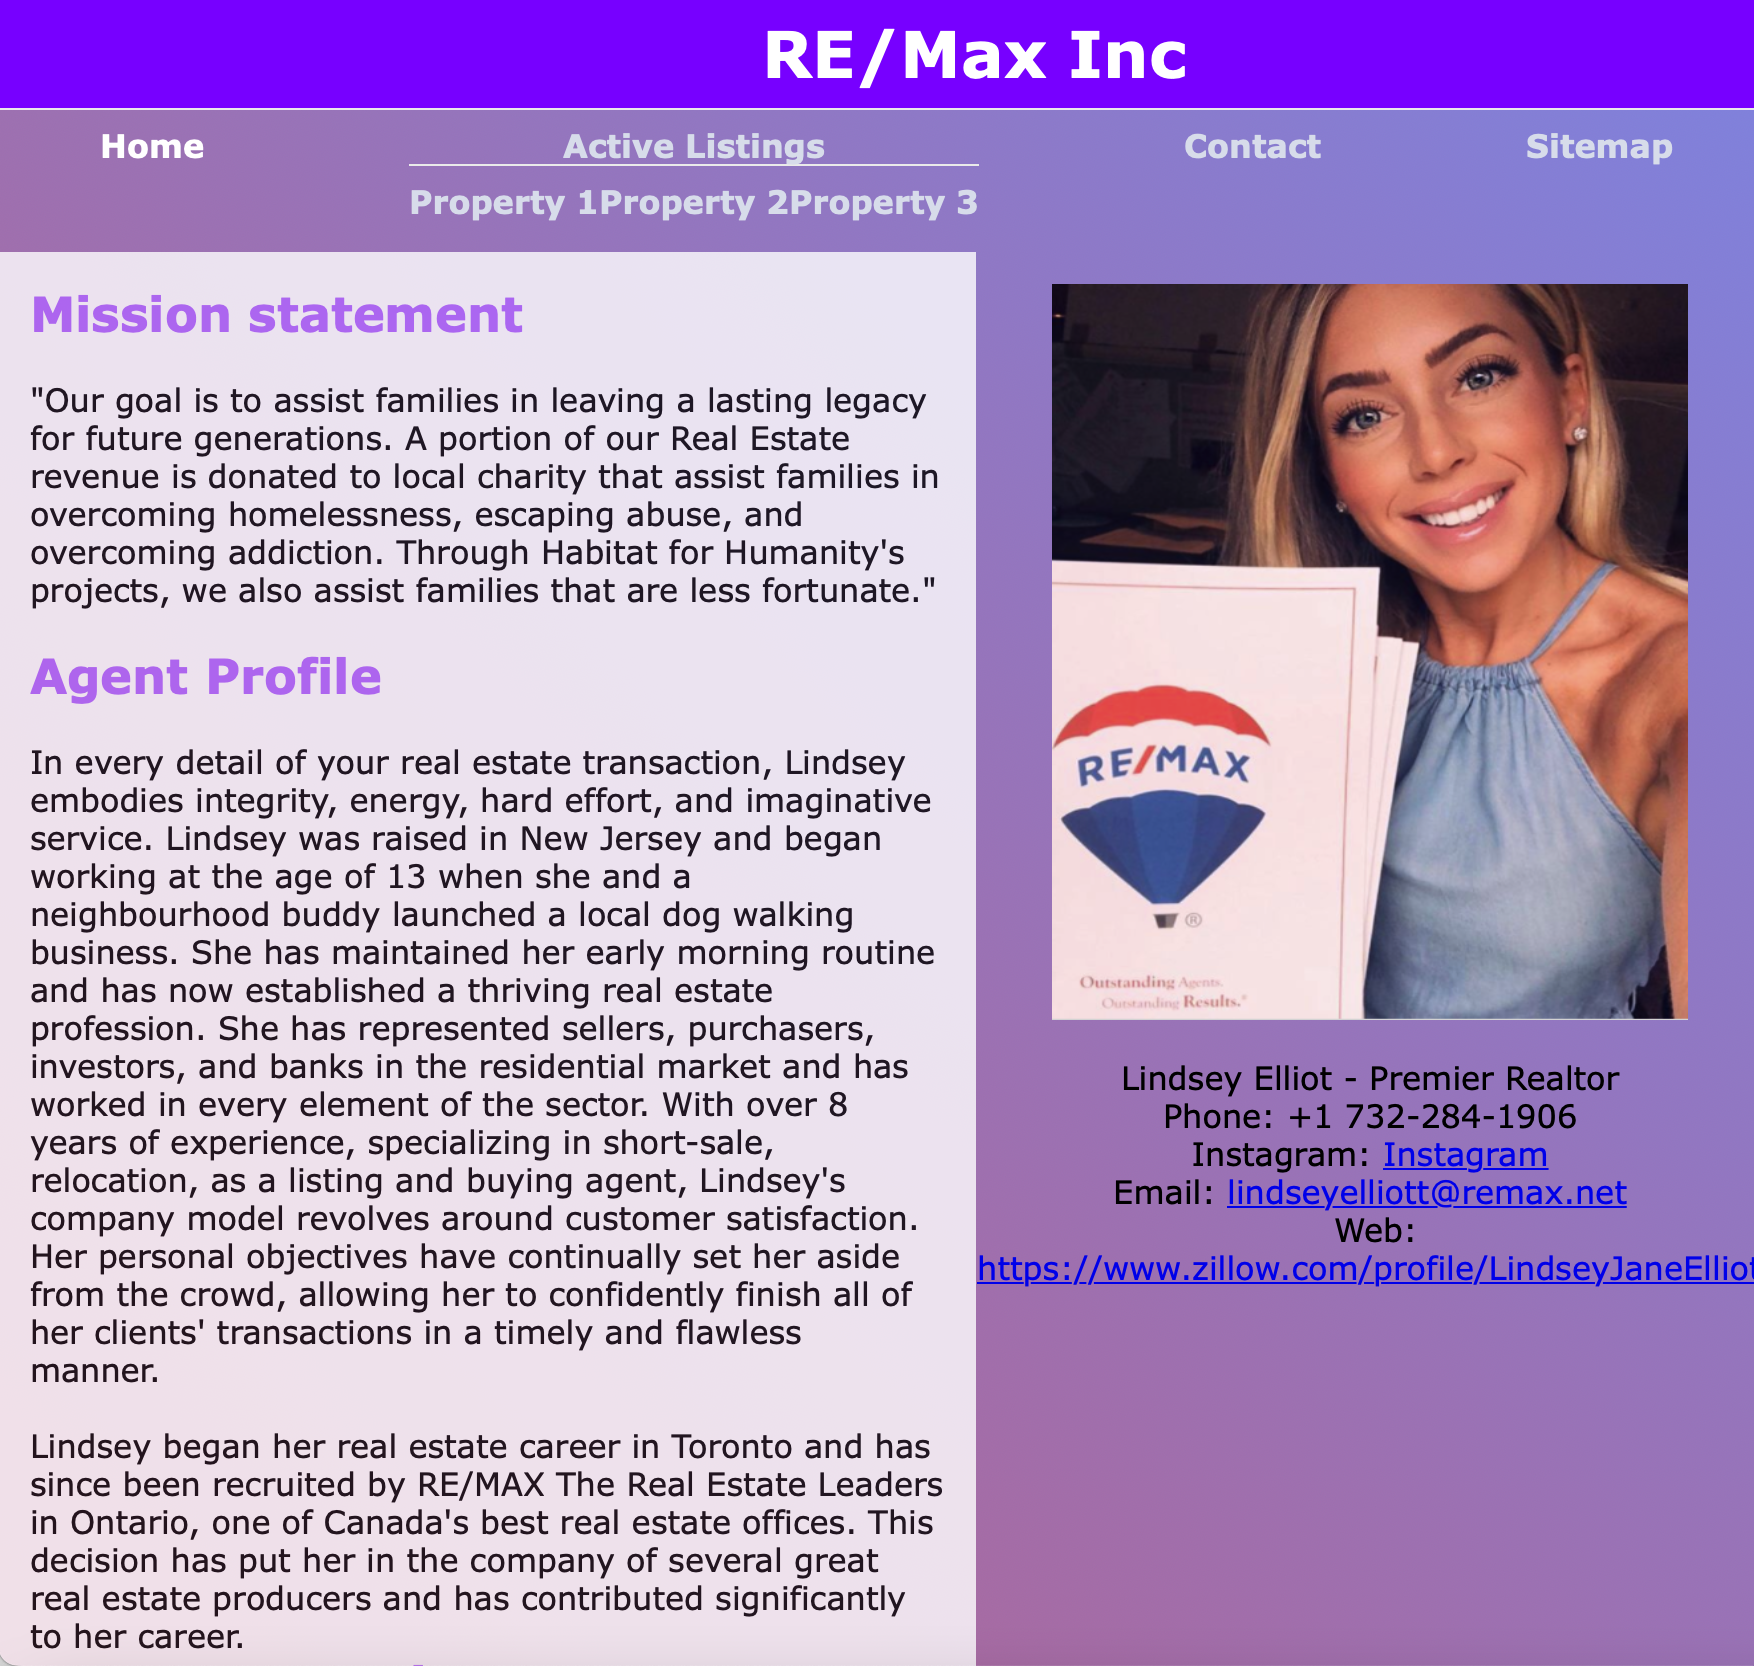 RE/Max Inc
Home Active Listings Contact Sitemap
Property 1Property 2Property 3
Mission statement
"Our goal is to assist families in leaving a lasting legacy
for future generations. A portion of our Real Estate
revenue is donated to local charity that assist families in
overcoming homelessness, escaping abuse, and
overcoming addiction. Through Habitat for Humanity's
projects, we also assist families that are less fortunate."
Agent Profile
In every detail of your real estate transaction, Lindsey
embodies integrity, energy, hard effort, and imaginative
service. Lindsey was raised in New Jersey and began
working at the age of 13 when she and a
neighbourhood buddy launched a local dog walking
business. She has maintained her early morning routine
and has now established a thriving real estate
profession. She has represented sellers, purchasers,
investors, and banks in the residential market and has
worked in every element of the sector. With over 8
years of experience, specializing in short-sale,
relocation, as a listing and buying agent, Lindsey's
company model revolves around customer satisfaction.
Her personal objectives have continually set her aside
from the crowd, allowing her to confidently finish all of
her clients' transactions in a timely and flawless
manner.
Lindsey began her real estate career in Toronto and has
since been recruited by RE/MAX The Real Estate Leaders
in Ontario, one of Canada's best real estate offices. This
decision has put her in the company of several great
real estate producers and has contributed significantly
to her career.
RE/MAX
®
Outstanding Agents.
Outstanding Results.®
Lindsey Elliot - Premier Realtor
Phone: +1 732-284-1906
Instagram: Instagram
Email: lindseyelliott@remax.net
Web:
https://www.zillow.com/profile/LindseyJaneElliot